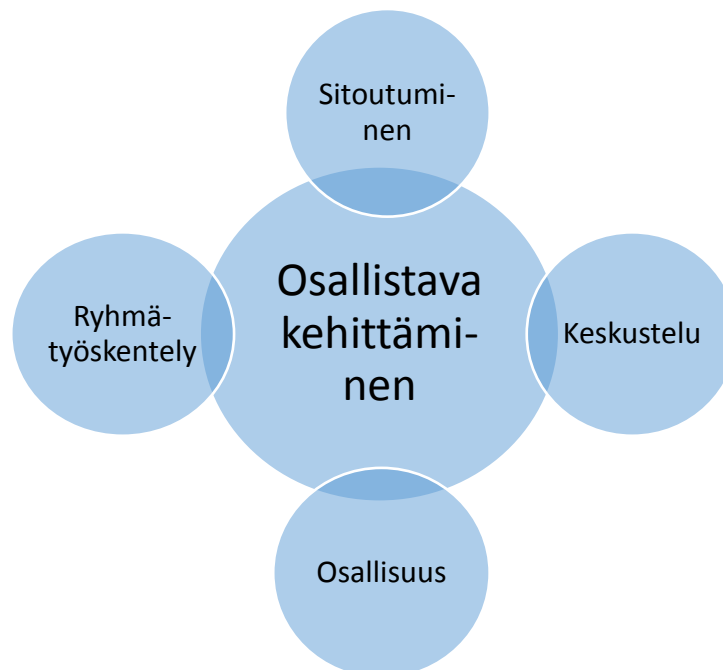 Sitoutumi-
nen
Osallistava
kehittämi-
nen
Ryhmä-
työskentely
Keskustelu
Osallisuus